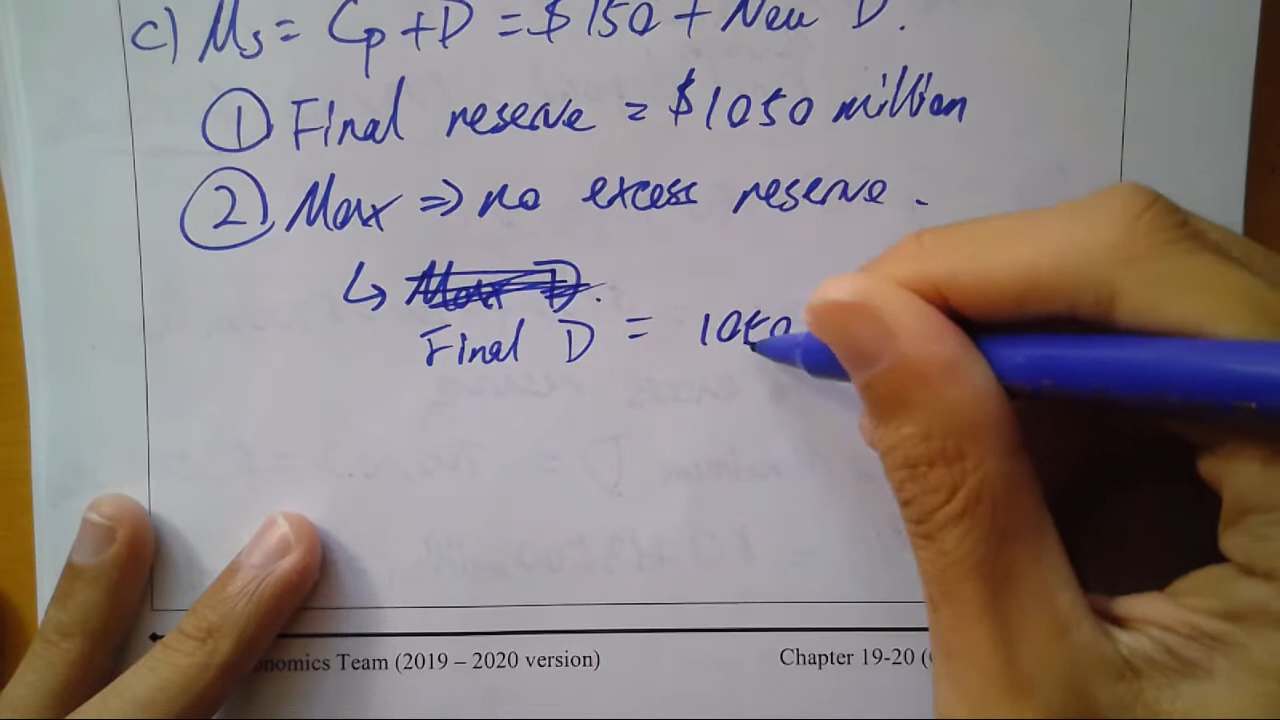 c) Ms = Cp + D = $150 + New D.
① Final reserve = $1050 million
② Max ⇒ no excess reserve.
↳
Final D = 1050
onomics Team (2019 – 2020 version) Chapter 19-20 (